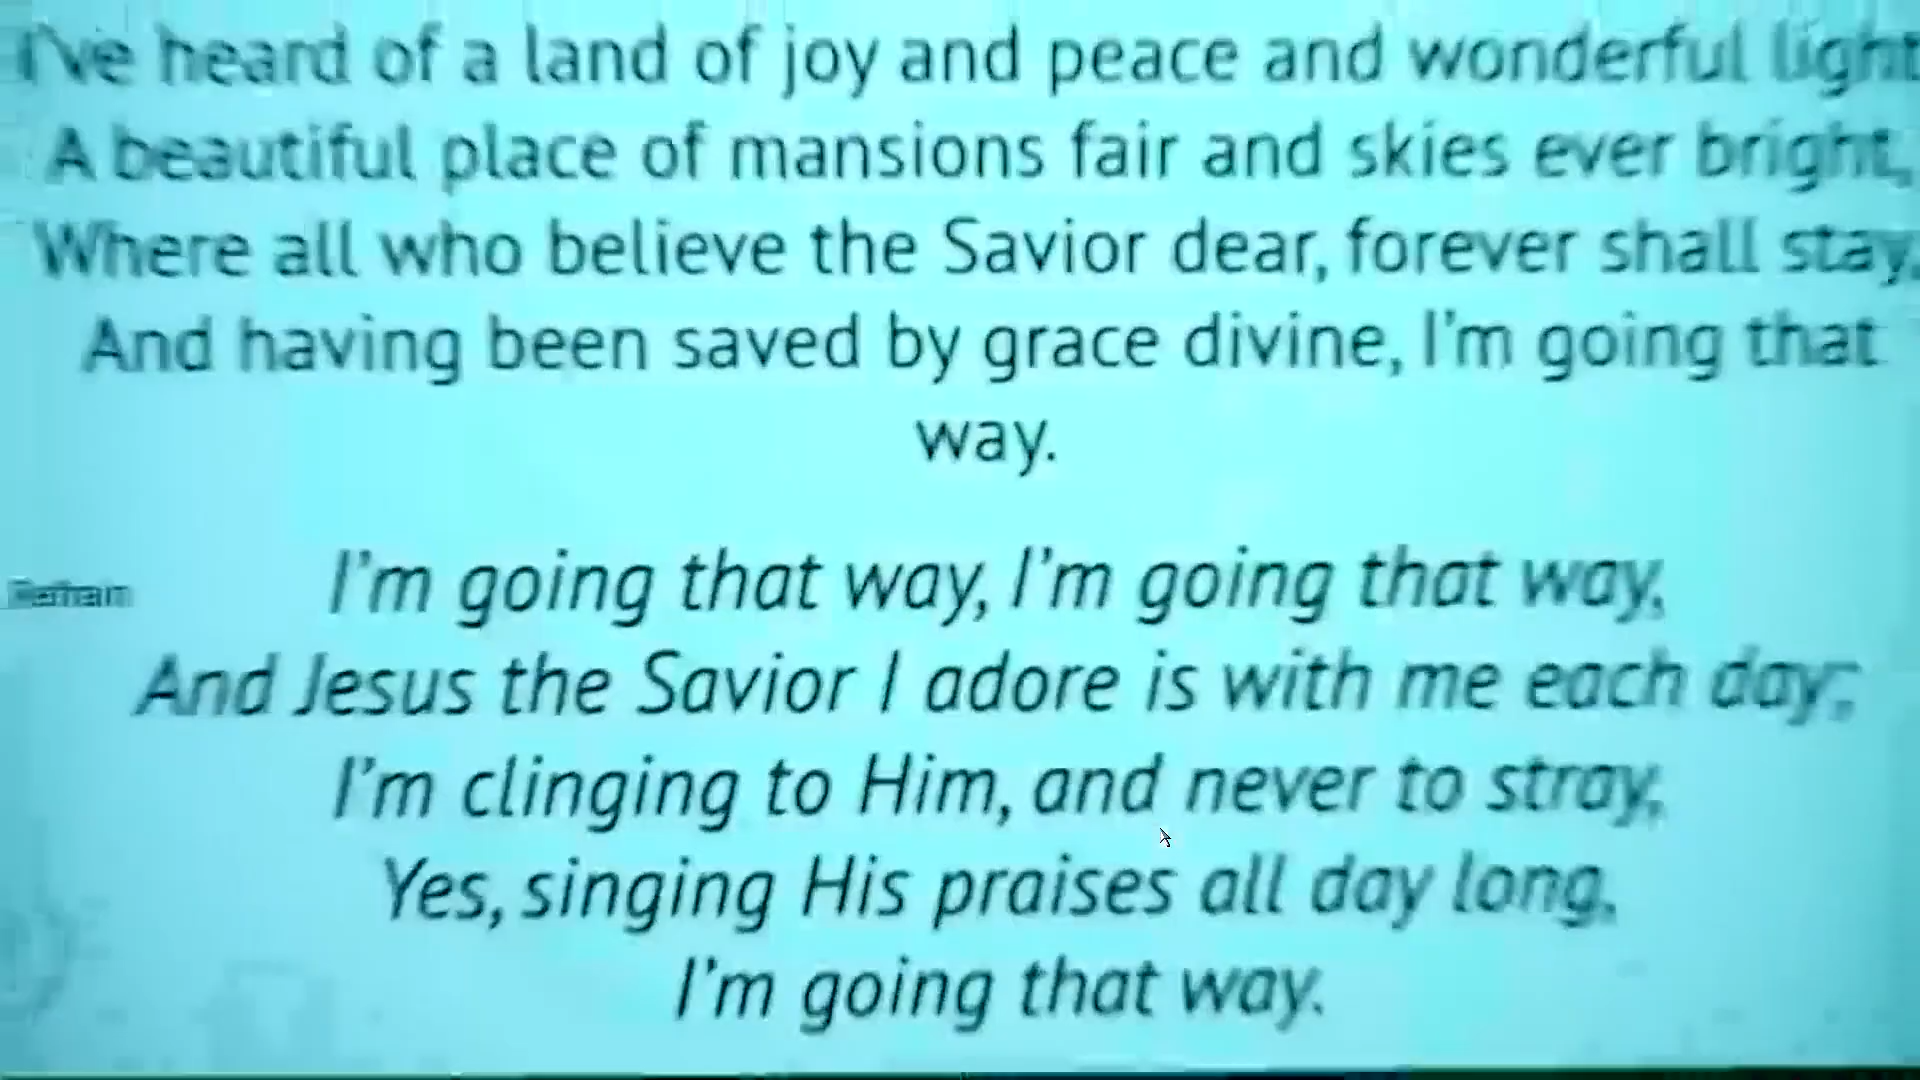 I've heard of a land of joy and peace and wonderful light
A beautiful place of mansions fair and skies ever bright,
Where all who believe the Savior dear, forever shall stay,
And having been saved by grace divine, I'm going that
way.
Refrain
I'm going that way, I'm going that way,
And Jesus the Savior I adore is with me each day;
I'm clinging to Him, and never to stray,
Yes, singing His praises all day long,
I'm going that way.